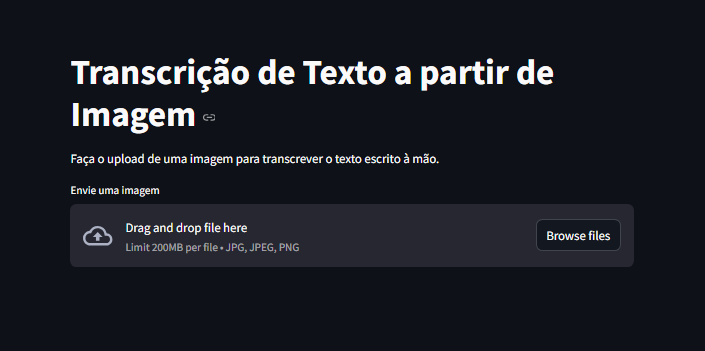 Transcrição de Texto a partir de
Imagem
Faça o upload de uma imagem para transcrever o texto escrito à mão.
Envie uma imagem
Drag and drop file here
Limit 200MB per file • JPG, JPEG, PNG
Browse files